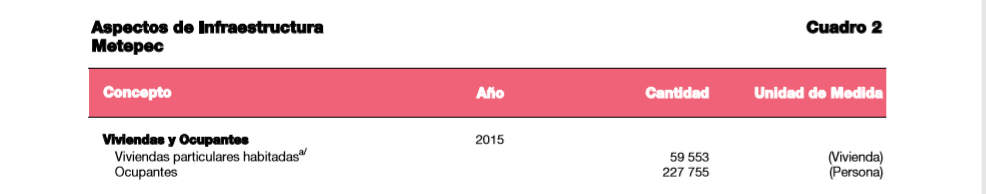 Aspectos de Infraestructura Cuadro 2
Metepec
Concepto Año Cantidad Unidad de Medida
Viviendas y Ocupantes 2015
Viviendas particulares habitadas a/ 59 553 (Vivienda)
Ocupantes 227 755 (Persona)